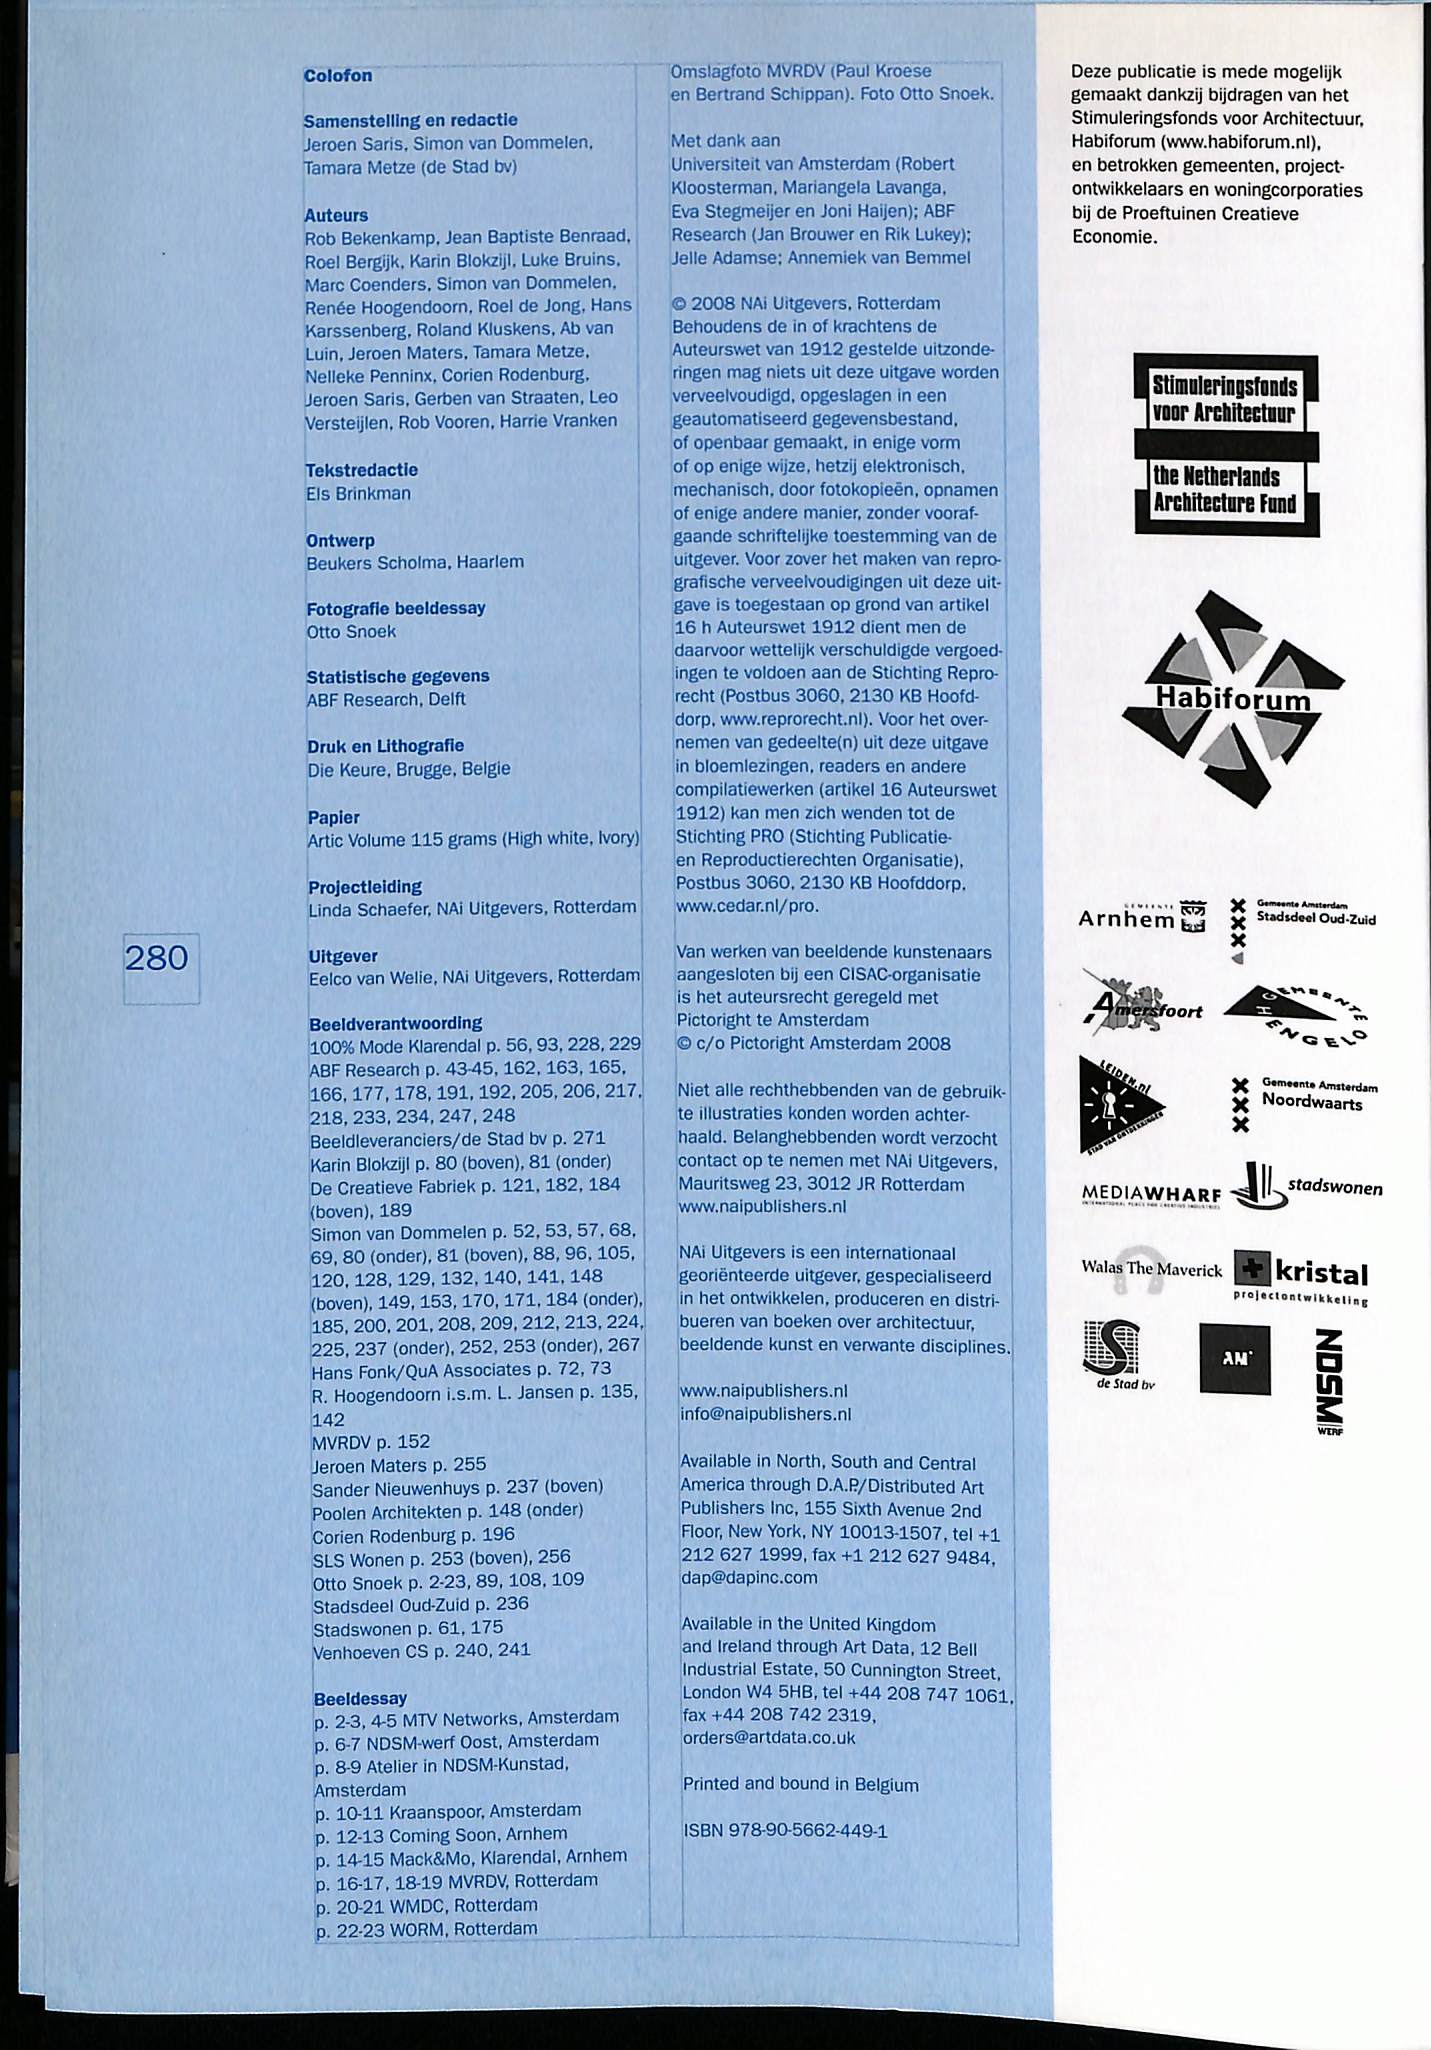 Colofon
Samenstelling en redactie
Jeroen Saris, Simon van Dommelen,
Tamara Metze (de Stad bv)
Auteurs
Rob Bekenkamp, Jean Baptiste Benraad,
Roel Bergijk, Karin Blokzijl, Luke Bruins,
Marc Coenders, Simon van Dommelen,
Renée Hoogendoorn, Roel de Jong, Hans
Karssenberg, Roland Kluskens, Ab van
Luin, Jeroen Maters, Tamara Metze,
Nelleke Penninx, Corien Rodenburg,
Jeroen Saris, Gerben van Straaten, Leo
Versteijlen, Rob Vooren, Harrie Vranken
Tekstredactie
Els Brinkman
Ontwerp
Beukers Scholma, Haarlem
Fotografie beeldessay
Otto Snoek
Statistische gegevens
ABF Research, Delft
Druk en Lithografie
Die Keure, Brugge, Belgie
Papier
Artic Volume 115 grams (High white, Ivory)
Projectleiding
Linda Schaefer, NAi Uitgevers, Rotterdam
280
Uitgever
Eelco van Welie, NAi Uitgevers, Rotterdam
Beeldverantwoording
100% Mode Klarendal p. 56, 93, 228, 229
ABF Research p. 43-45, 162, 163, 165,
166, 177, 178, 191, 192, 205, 206, 217,
218, 233, 234, 247, 248
Beeldleveranciers/de Stad bv p. 271
Karin Blokzijl p. 80 (boven), 81 (onder)
De Creatieve Fabriek p. 121, 182, 184
(boven), 189
Simon van Dommelen p. 52, 53, 57, 68,
69, 80 (onder), 81 (boven), 88, 96, 105,
120, 128, 129, 132, 140, 141, 148
(boven), 149, 153, 170, 171, 184 (onder),
185, 200, 201, 208, 209, 212, 213, 224,
225, 237 (onder), 252, 253 (onder), 267
Hans Fonk/QuA Associates p. 72, 73
R. Hoogendoorn i.s.m. L. Jansen p. 135,
142
MVRDV p. 152
Jeroen Maters p. 255
Sander Nieuwenhuys p. 237 (boven)
Poolen Architekten p. 148 (onder)
Corien Rodenburg p. 196
SLS Wonen p. 253 (boven), 256
Otto Snoek p. 2-23, 89, 108, 109
Stadsdeel Oud-Zuid p. 236
Stadswonen p. 61, 175
Venhoeven CS p. 240, 241
Beeldessay
p. 2-3, 4-5 MTV Networks, Amsterdam
p. 6-7 NDSM-werf Oost, Amsterdam
p. 8-9 Atelier in NDSM-Kunstad,
Amsterdam
p. 10-11 Kraanspoor, Amsterdam
p. 12-13 Coming Soon, Arnhem
p. 14-15 Mack&Mo, Klarendal, Arnhem
p. 16-17, 18-19 MVRDV, Rotterdam
p. 20-21 WMDC, Rotterdam
p. 22-23 WORM, Rotterdam
Omslagfoto MVRDV (Paul Kroese
en Bertrand Schippan). Foto Otto Snoek.
Met dank aan
Universiteit van Amsterdam (Robert
Kloosterman, Mariangela Lavanga,
Eva Stegmeijer en Joni Haijen); ABF
Research (Jan Brouwer en Rik Lukey);
Jelle Adamse; Annemiek van Bemmel
© 2008 NAi Uitgevers, Rotterdam
Behoudens de in of krachtens de
Auteurswet van 1912 gestelde uitzonde-
ringen mag niets uit deze uitgave worden
verveelvoudigd, opgeslagen in een
geautomatiseerd gegevensbestand,
of openbaar gemaakt, in enige vorm
of op enige wijze, hetzij elektronisch,
mechanisch, door fotokopieën, opnamen
of enige andere manier, zonder vooraf-
gaande schriftelijke toestemming van de
uitgever. Voor zover het maken van repro-
grafische verveelvoudigingen uit deze uit-
gave is toegestaan op grond van artikel
16 h Auteurswet 1912 dient men de
daarvoor wettelijk verschuldigde vergoed-
ingen te voldoen aan de Stichting Repro-
recht (Postbus 3060, 2130 KB Hoofd-
dorp, www.reprorecht.nl). Voor het over-
nemen van gedeelte(n) uit deze uitgave
in bloemlezingen, readers en andere
compilatiewerken (artikel 16 Auteurswet
1912) kan men zich wenden tot de
Stichting PRO (Stichting Publicatie-
en Reproductierechten Organisatie),
Postbus 3060, 2130 KB Hoofddorp,
www.cedar.nl/pro.
Van werken van beeldende kunstenaars
aangesloten bij een CISAC-organisatie
is het auteursrecht geregeld met
Pictoright te Amsterdam
© c/o Pictoright Amsterdam 2008
Niet alle rechthebbenden van de gebruik-
te illustraties konden worden achter-
haald. Belanghebbenden wordt verzocht
contact op te nemen met NAi Uitgevers,
Mauritsweg 23, 3012 JR Rotterdam
www.naipublishers.nl
NAi Uitgevers is een internationaal
georiënteerde uitgever, gespecialiseerd
in het ontwikkelen, produceren en distri-
bueren van boeken over architectuur,
beeldende kunst en verwante disciplines.
www.naipublishers.nl
info@naipublishers.nl
Available in North, South and Central
America through D.A.P./Distributed Art
Publishers Inc, 155 Sixth Avenue 2nd
Floor, New York, NY 10013-1507, tel +1
212 627 1999, fax +1 212 627 9484,
dap@dapinc.com
Available in the United Kingdom
and Ireland through Art Data, 12 Bell
Industrial Estate, 50 Cunnington Street,
London W4 5HB, tel +44 208 747 1061,
fax +44 208 742 2319,
orders@artdata.co.uk
Printed and bound in Belgium
ISBN 978-90-5662-449-1
Deze publicatie is mede mogelijk
gemaakt dankzij bijdragen van het
Stimuleringsfonds voor Architectuur,
Habiforum (www.habiforum.nl),
en betrokken gemeenten, project-
ontwikkelaars en woningcorporaties
bij de Proeftuinen Creatieve
Economie.
Stimuleringsfonds
voor Architectuur
the Netherlands
Architecture Fund
Habiforum
GEMEENTE
Arnhem
Gemeente Amsterdam
Stadsdeel Oud-Zuid
Amersfoort
GEMEENTE
HENGELO
LEIDEN.nl
STAD VAN ONTDEKKINGEN
Gemeente Amsterdam
Noordwaarts
MEDIAWHARF
INTERNATIONAL PLACE FOR CREATIVE INDUSTRIES
stadswonen
Walas The Maverick
kristal
projectontwikkeling
de Stad bv
AM
NDSM
WERF